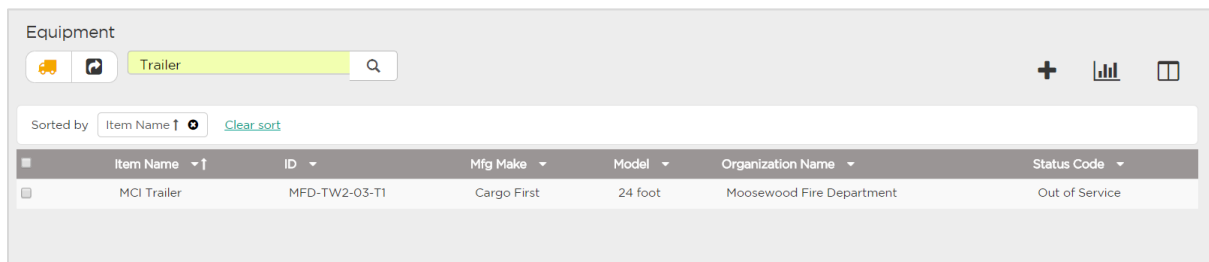 Equipment
Trailer
Sorted by Item Name Clear sort
Item Name ID Mfg Make Model Organization Name Status Code
MCI Trailer MFD-TW2-03-T1 Cargo First 24 foot Moosewood Fire Department Out of Service